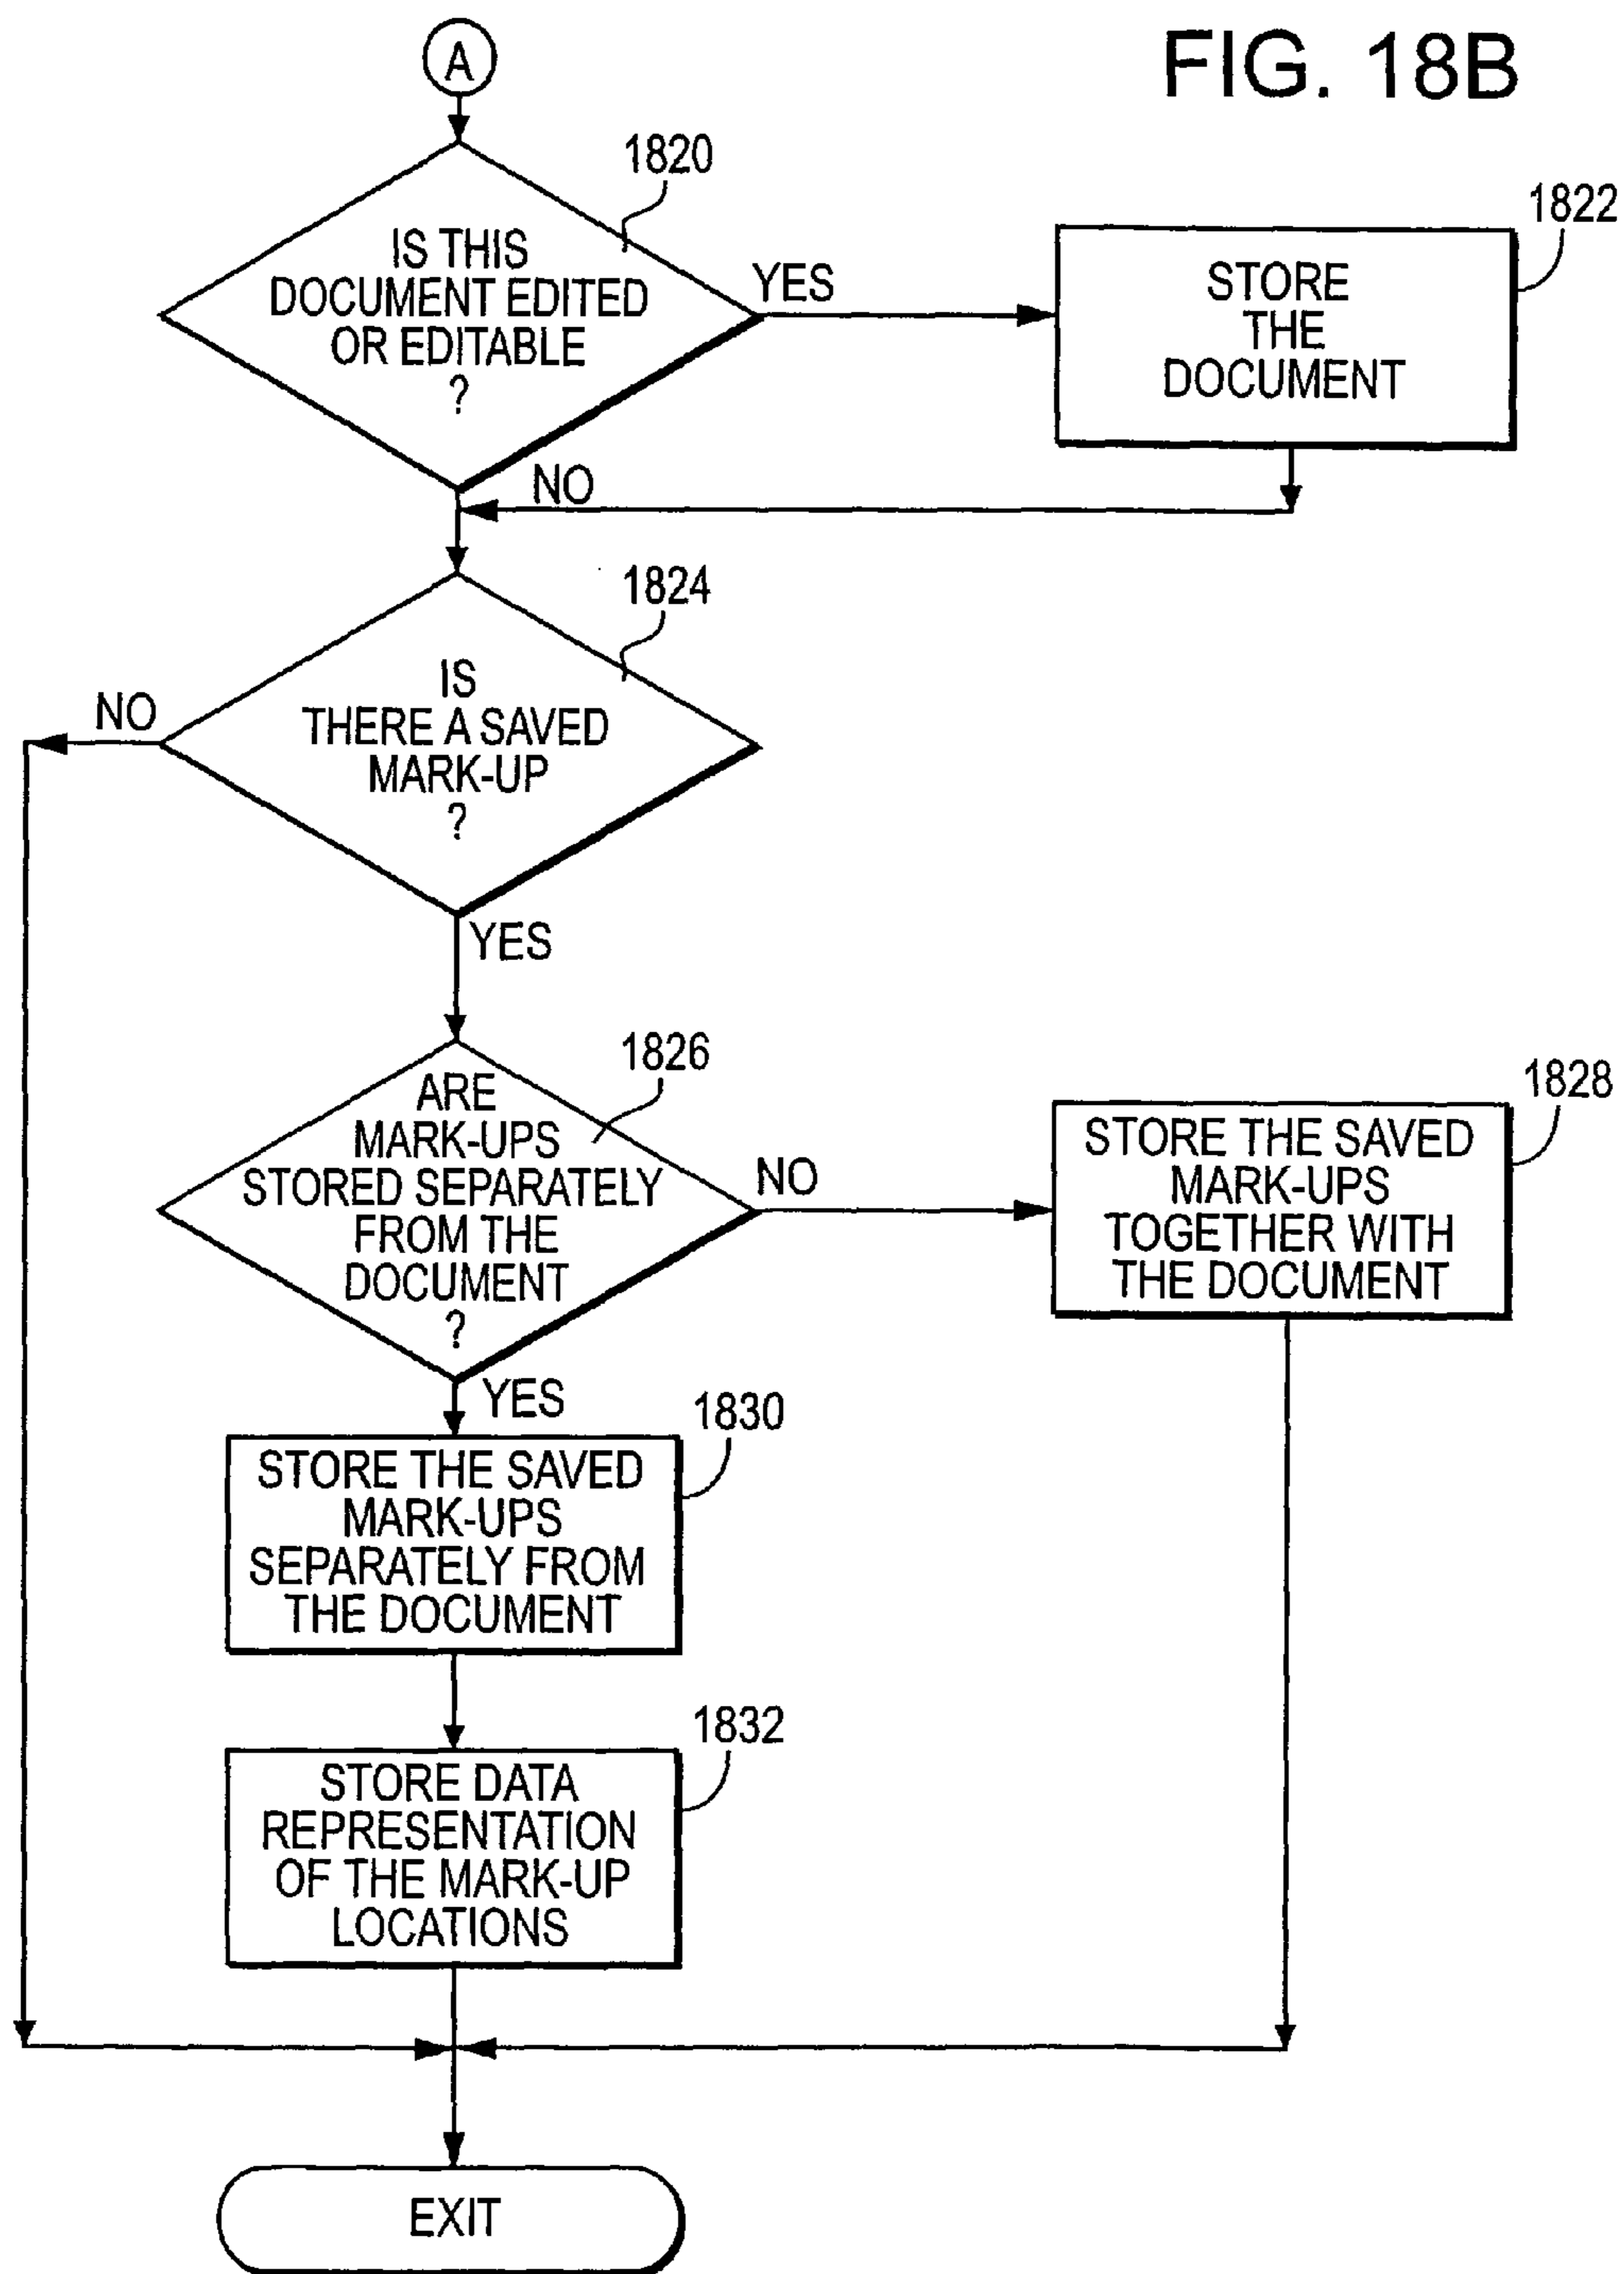 FIG. 18B
A
1820
IS THIS
DOCUMENT EDITED
OR EDITABLE
?
YES
1822
STORE
THE
DOCUMENT
NO
1824
IS
THERE A SAVED
MARK-UP
?
NO
YES
1826
ARE
MARK-UPS
STORED SEPARATELY
FROM THE
DOCUMENT
?
NO
1828
STORE THE SAVED
MARK-UPS
TOGETHER WITH
THE DOCUMENT
YES
1830
STORE THE SAVED
MARK-UPS
SEPARATELY FROM
THE DOCUMENT
1832
STORE DATA
REPRESENTATION
OF THE MARK-UP
LOCATIONS
EXIT